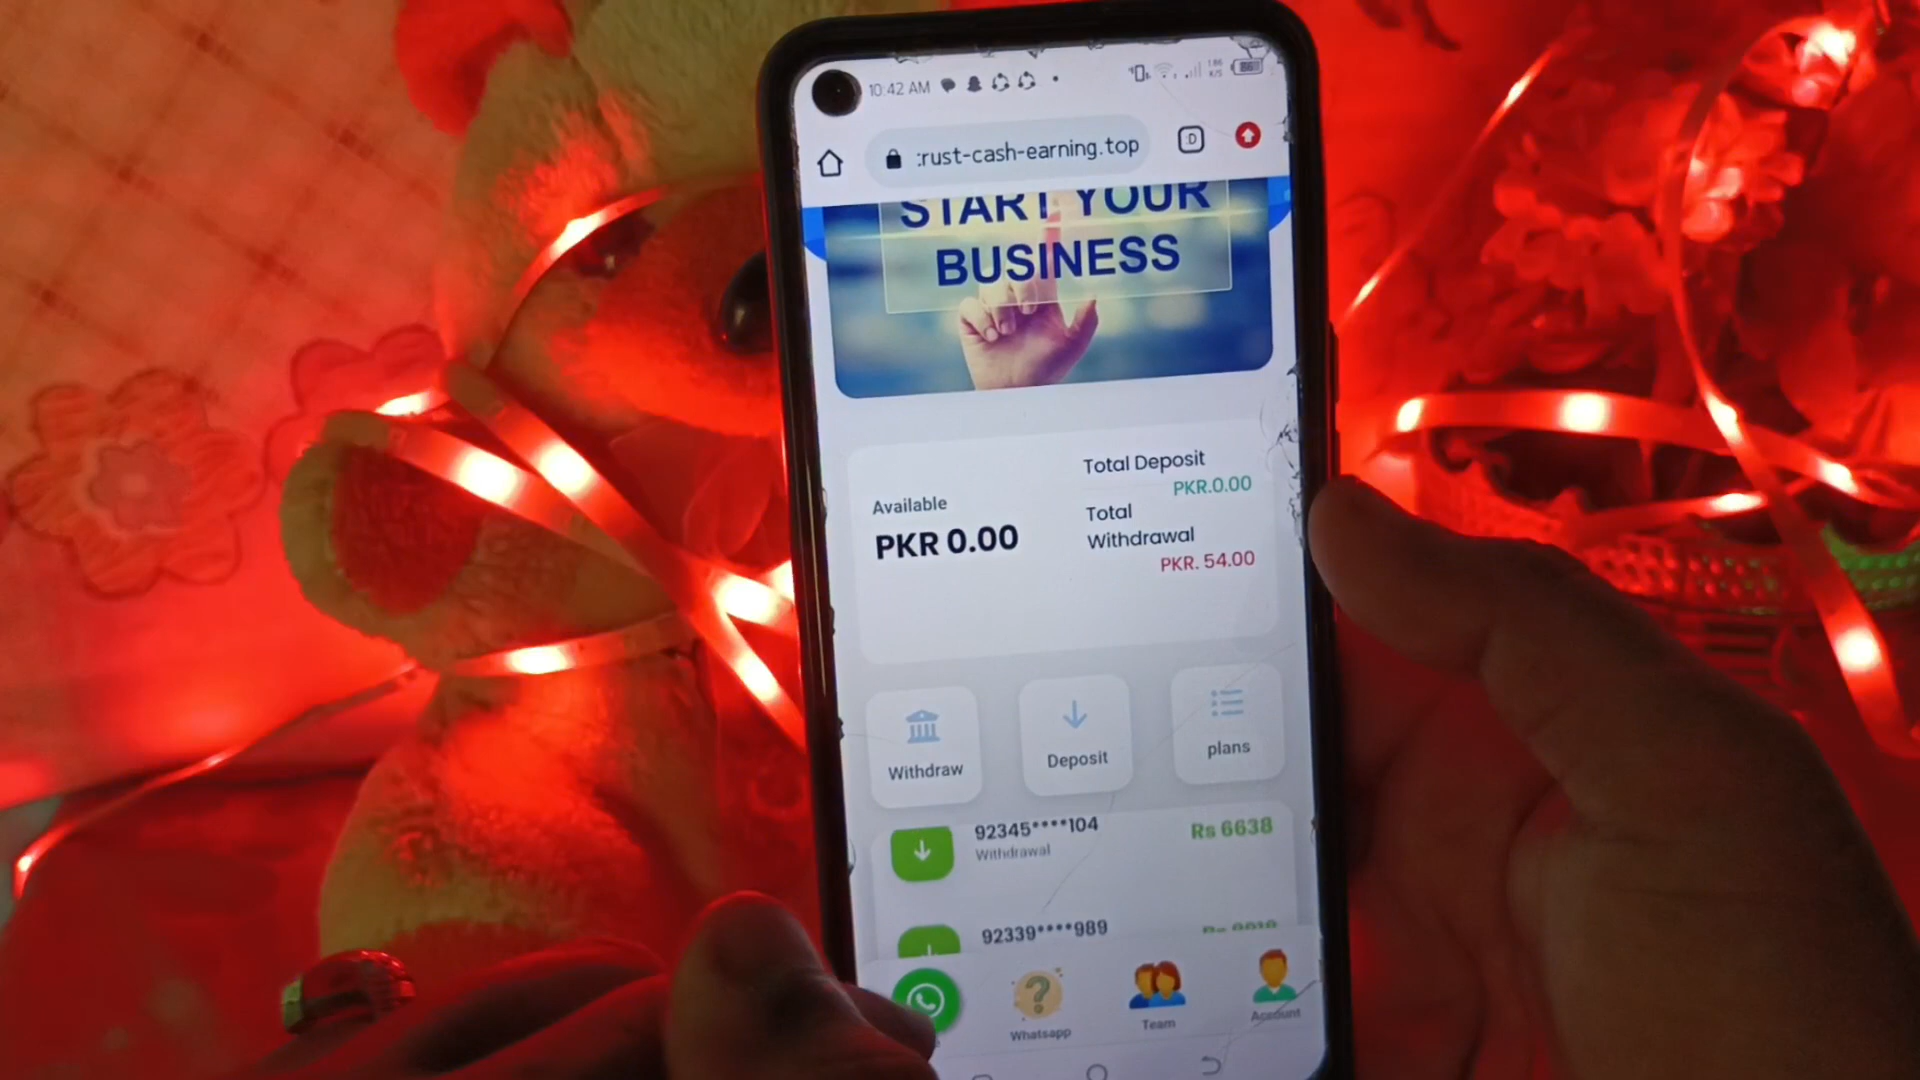 10:42 AM
:rust-cash-earning.top
:D
START YOUR
BUSINESS
Total Deposit
PKR.0.00
Available
PKR 0.00
Total
Withdrawal
PKR. 54.00
Withdraw
Deposit
plans
92345****104
Rs 6638
Withdrawal
92339****989
Whatsapp
Team
Account